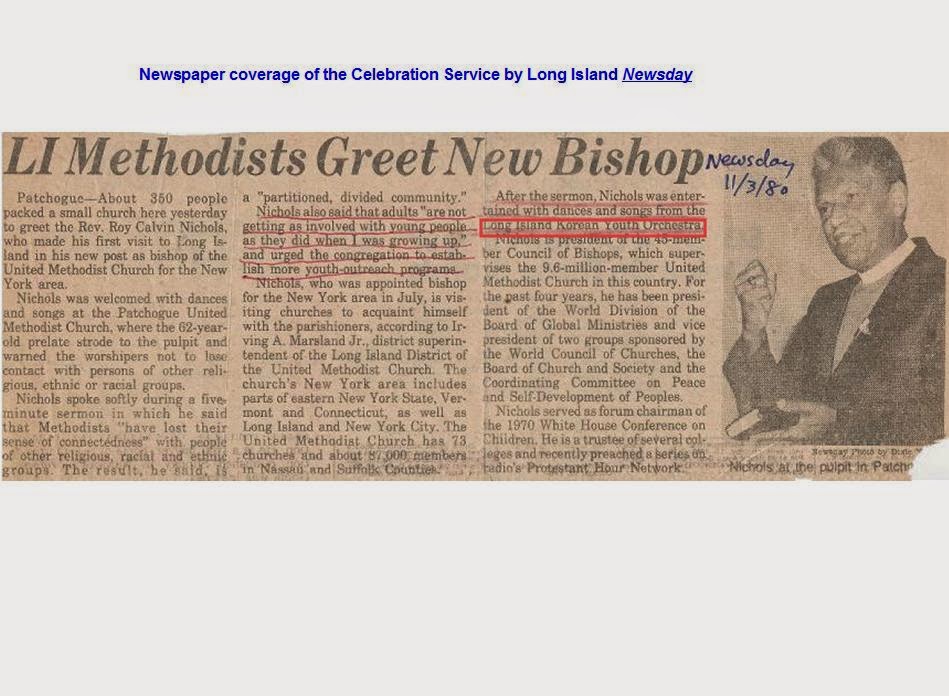 Newspaper coverage of the Celebration Service by Long Island Newsday
LI Methodists Greet New Bishop
Newsday
11/3/80
Patchogue—About 350 people
packed a small church here yesterday
to greet the Rev. Roy Calvin Nichols,
who made his first visit to Long Is-
land in his new post as bishop of the
United Methodist Church for the New
York area.
Nichols was welcomed with dances
and songs at the Patchogue United
Methodist Church, where the 62-year-
old prelate strode to the pulpit and
warned the worshipers not to lose
contact with persons of other reli-
gious, ethnic or racial groups.
Nichols spoke softly during a five-
minute sermon in which he said
that Methodists "have lost their
sense of connectedness" with people
of other religious, racial and ethnic
groups. The result, he said, is
a "partitioned, divided community."
Nichols also said that adults "are not
getting as involved with young people
as they did when I was growing up,"
and urged the congregation to estab-
lish more youth-outreach programs.
Nichols, who was appointed bishop
for the New York area in July, is vis-
iting churches to acquaint himself
with the parishioners, according to Ir-
ving A. Marsland Jr., district superin-
tendent of the Long Island District of
the United Methodist Church. The
church's New York area includes
parts of eastern New York State, Ver-
mont and Connecticut, as well as
Long Island and New York City. The
United Methodist Church has 73
churches and about 87,000 members
in Nassau and Suffolk Counties.
After the sermon, Nichols was enter-
tained with dances and songs from the
Long Island Korean Youth Orchestra.
Nichols is president of the 45-mem-
ber Council of Bishops, which super-
vises the 9.6-million-member United
Methodist Church in this country. For
the past four years, he has been presi-
dent of the World Division of the
Board of Global Ministries and vice
president of two groups sponsored by
the World Council of Churches, the
Board of Church and Society and the
Coordinating Committee on Peace
and Self-Development of Peoples.
Nichols served as forum chairman of
the 1970 White House Conference on
Children. He is a trustee of several col-
leges and recently preached a series on
adio's Protestant Hour Network.
Newsday Photo by
Nichols at the pulpit in Patch